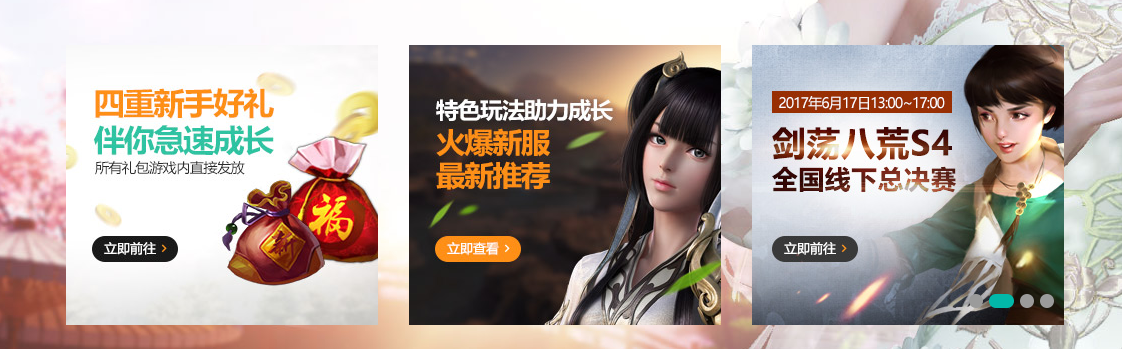 四重新手好礼
伴你急速成长
所有礼包游戏内直接发放
福
立即前往
特色玩法助力成长
火爆新服
最新推荐
立即查看
2017年6月17日13:00~17:00
剑荡八荒S4
全国线下总决赛
立即前往